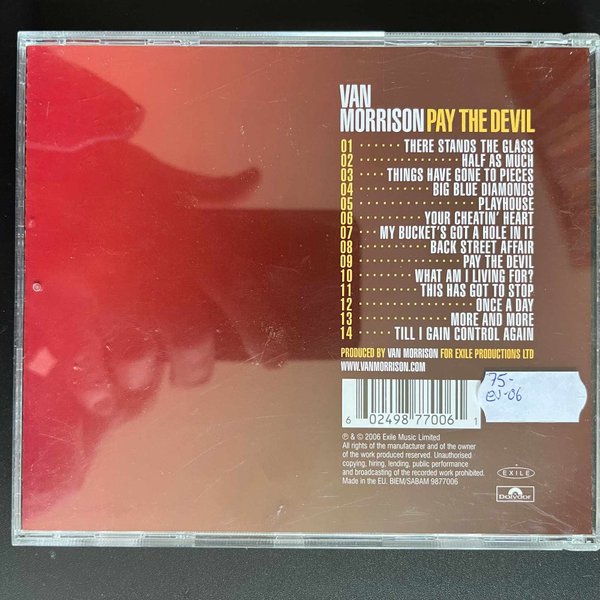 VAN
MORRISON PAY THE DEVIL
01 ······ THERE STANDS THE GLASS
02 ··············· HALF AS MUCH
03 ···· THINGS HAVE GONE TO PIECES
04 ·········· BIG BLUE DIAMONDS
05 ················· PLAYHOUSE
06 ········· YOUR CHEATIN' HEART
07 ·· MY BUCKET'S GOT A HOLE IN IT
08 ·········· BACK STREET AFFAIR
09 ··············· PAY THE DEVIL
10 ········ WHAT AM I LIVING FOR?
11 ········· THIS HAS GOT TO STOP
12 ················· ONCE A DAY
13 ············· MORE AND MORE
14 ····· TILL I GAIN CONTROL AGAIN
PRODUCED BY VAN MORRISON FOR EXILE PRODUCTIONS LTD
WWW.VANMORRISON.COM
75-
EN-06
6 02498 77006 1
℗ & © 2006 Exile Music Limited
All rights of the manufacturer and of the owner
of the work produced reserved. Unauthorised
copying, hiring, lending, public performance
and broadcasting of the recorded work prohibited.
Made in the EU. BIEM/SABAM 9877006
EXILE
Polydor